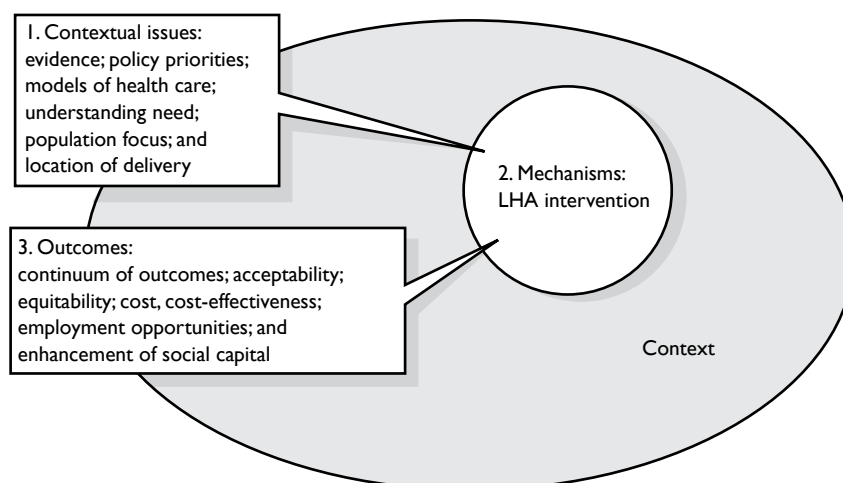 1. Contextual issues:
evidence; policy priorities;
models of health care;
understanding need;
population focus; and
location of delivery
2. Mechanisms:
LHA intervention
3. Outcomes:
continuum of outcomes; acceptability;
equitability; cost, cost-effectiveness;
employment opportunities; and
enhancement of social capital
Context